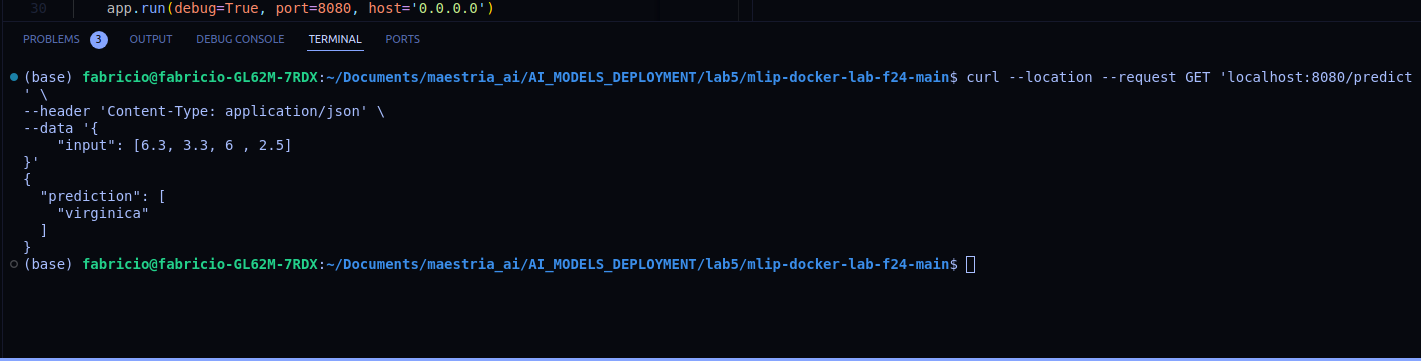 30 app.run(debug=True, port=8080, host='0.0.0.0')
PROBLEMS 3 OUTPUT DEBUG CONSOLE TERMINAL PORTS
(base) fabricio@fabricio-GL62M-7RDX:~/Documents/maestria_ai/AI_MODELS_DEPLOYMENT/lab5/mlip-docker-lab-f24-main$ curl --location --request GET 'localhost:8080/predict
' \
--header 'Content-Type: application/json' \
--data '{
    "input": [6.3, 3.3, 6 , 2.5]
}'
{
  "prediction": [
    "virginica"
  ]
}
(base) fabricio@fabricio-GL62M-7RDX:~/Documents/maestria_ai/AI_MODELS_DEPLOYMENT/lab5/mlip-docker-lab-f24-main$